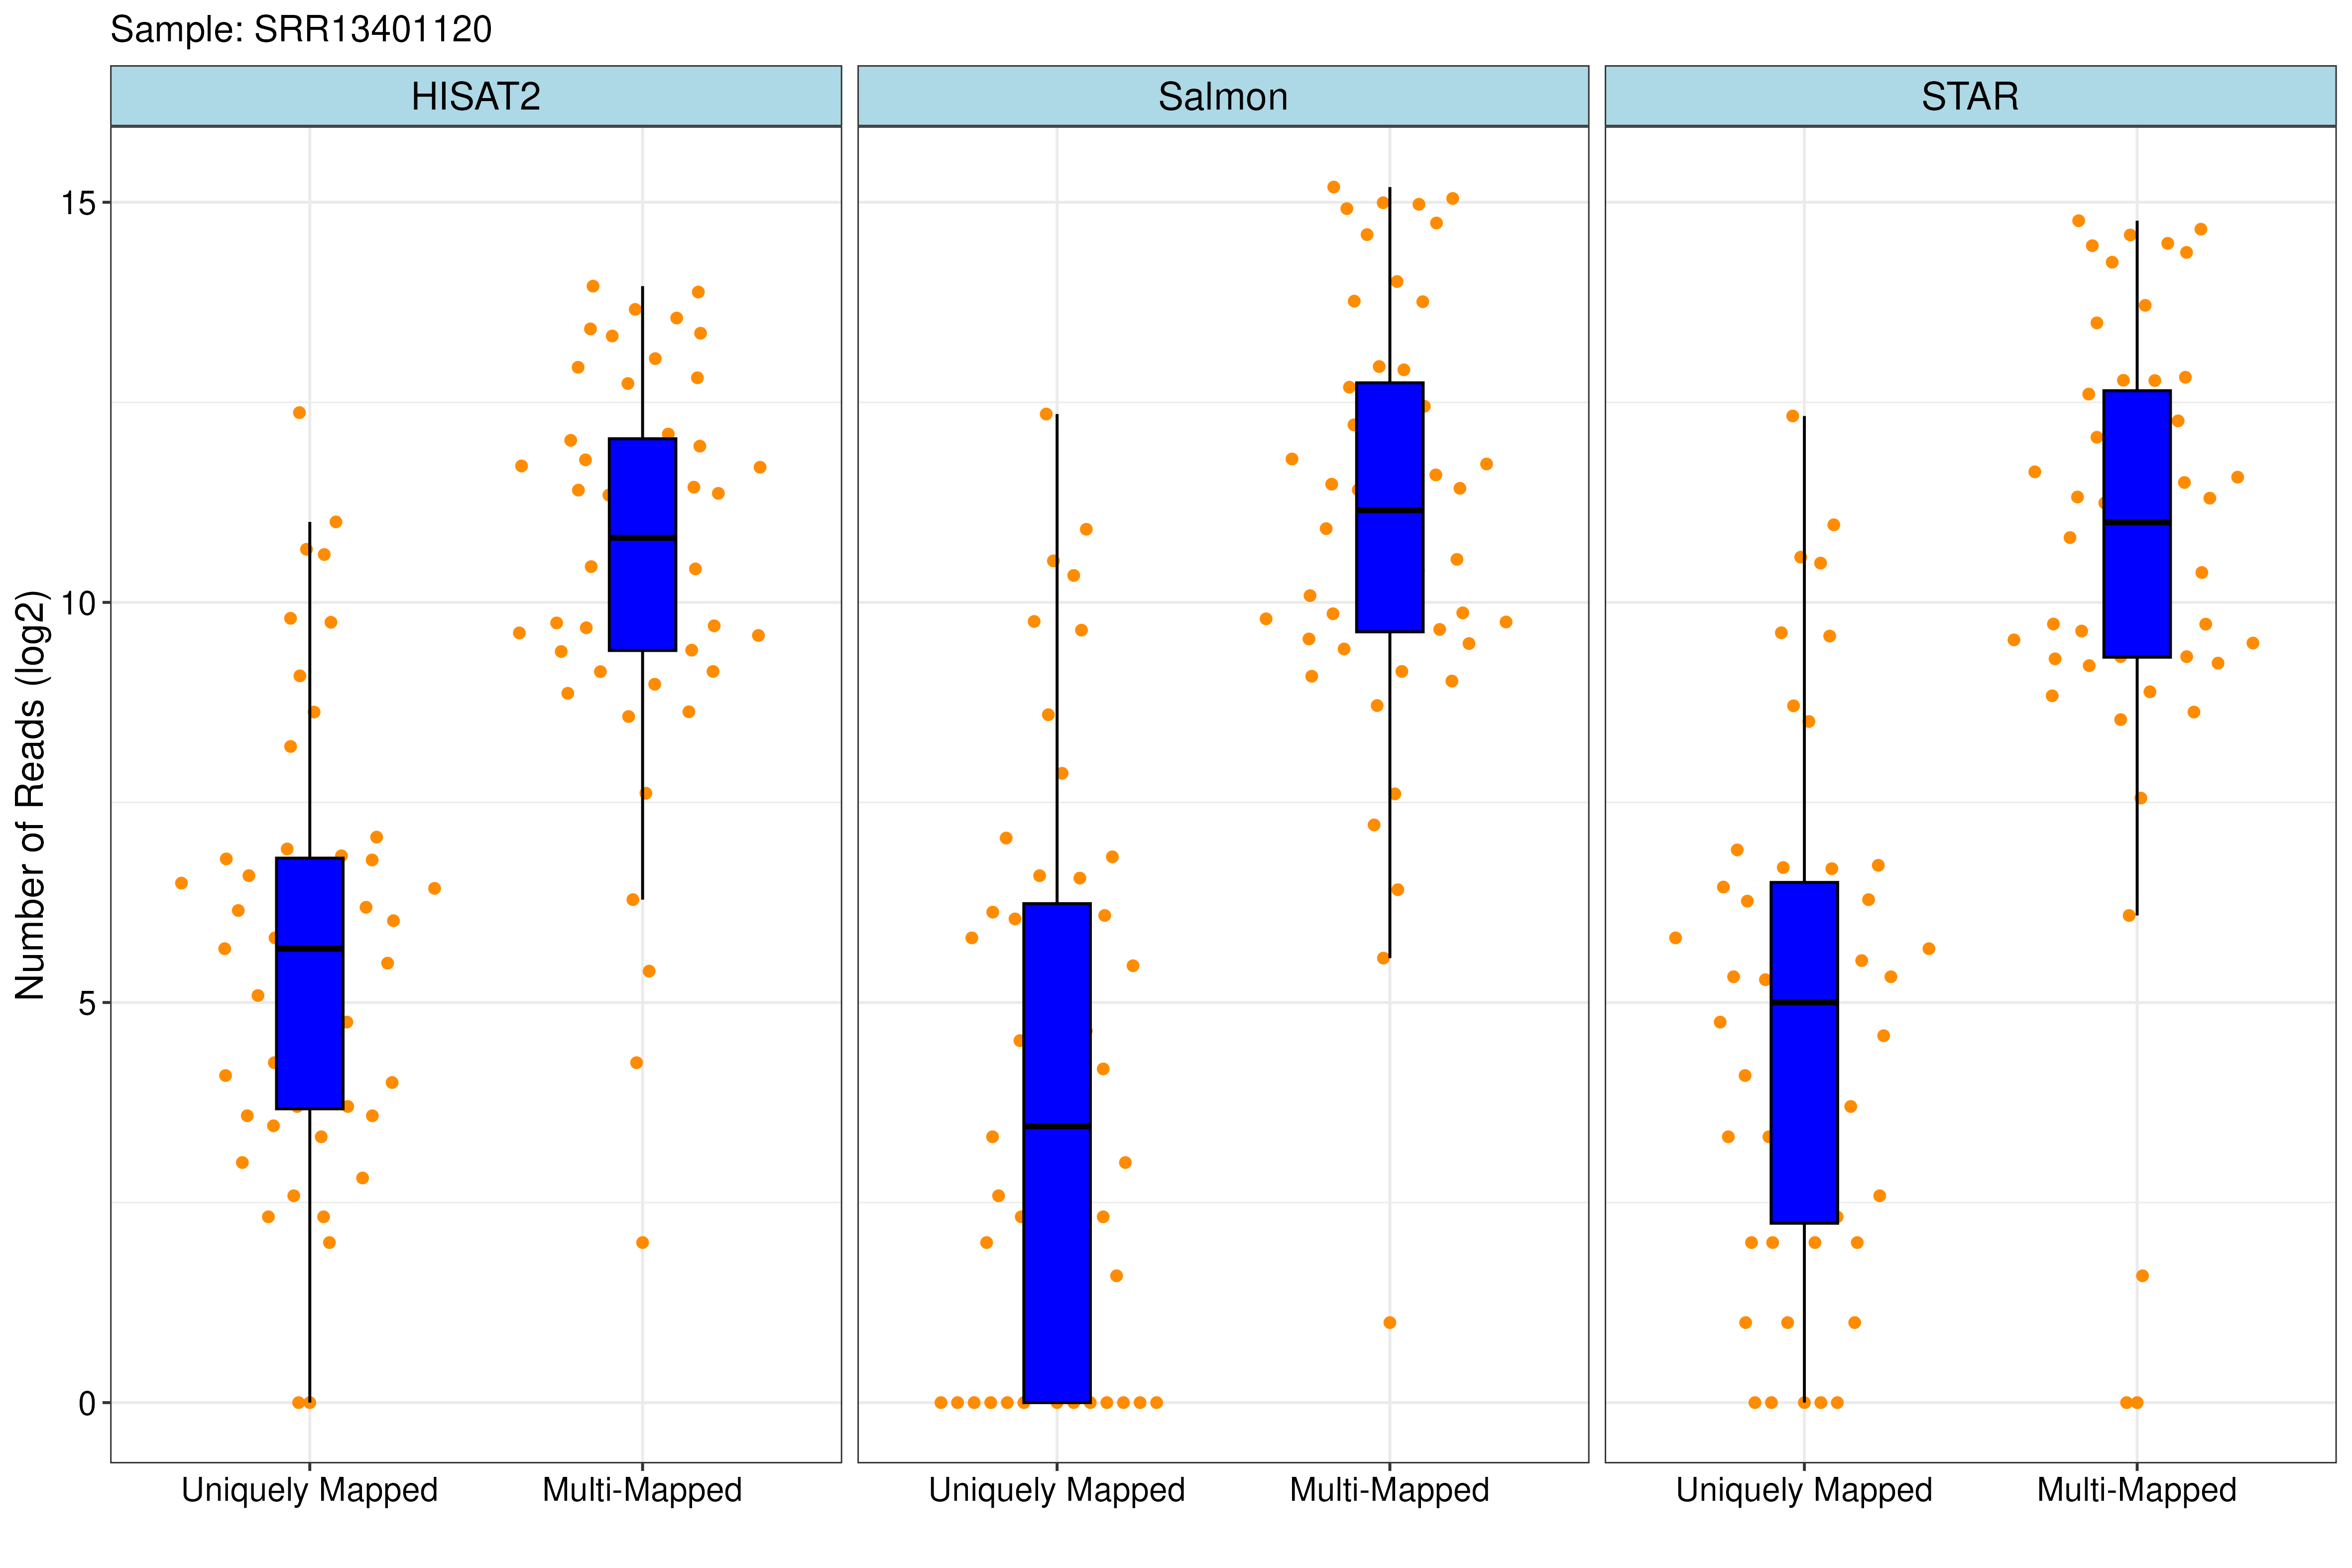 Sample: SRR13401120
HISAT2
Salmon
STAR
Number of Reads (log2)
15
10
5
0
Uniquely Mapped
Multi-Mapped
Uniquely Mapped
Multi-Mapped
Uniquely Mapped
Multi-Mapped